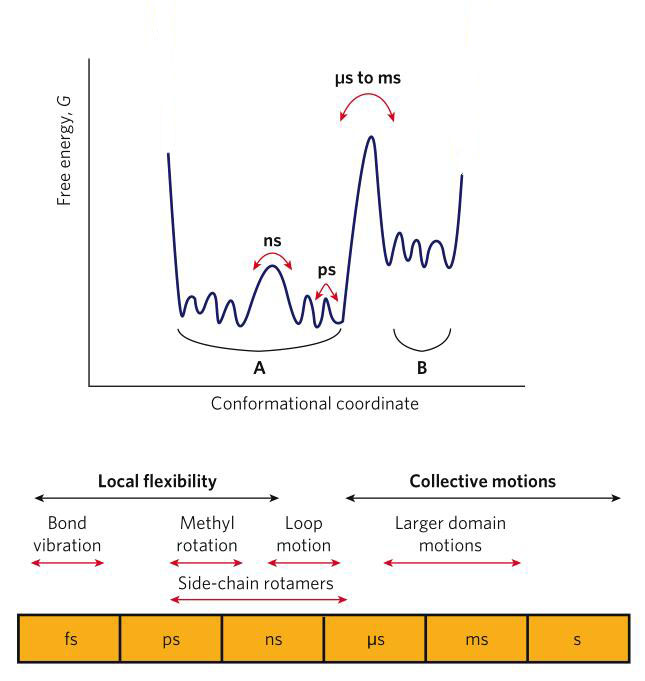 µs to ms
Free energy, G
ns
ps
A
B
Conformational coordinate
Local flexibility
Collective motions
Bond
vibration
Methyl
rotation
Loop
motion
Larger domain
motions
Side-chain rotamers
fs
ps
ns
µs
ms
s